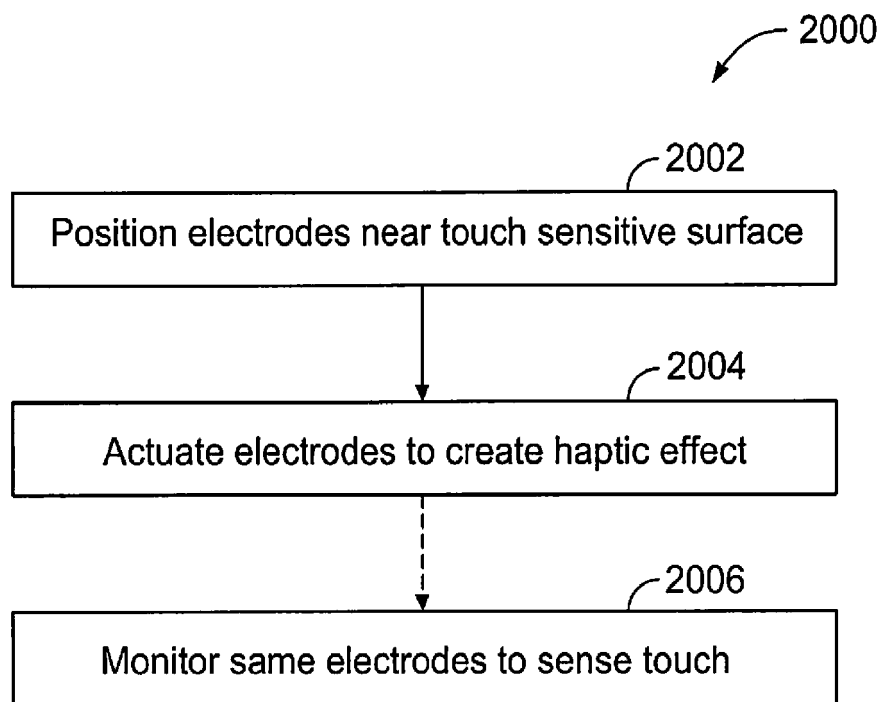 2000
2002
Position electrodes near touch sensitive surface
2004
Actuate electrodes to create haptic effect
2006
Monitor same electrodes to sense touch